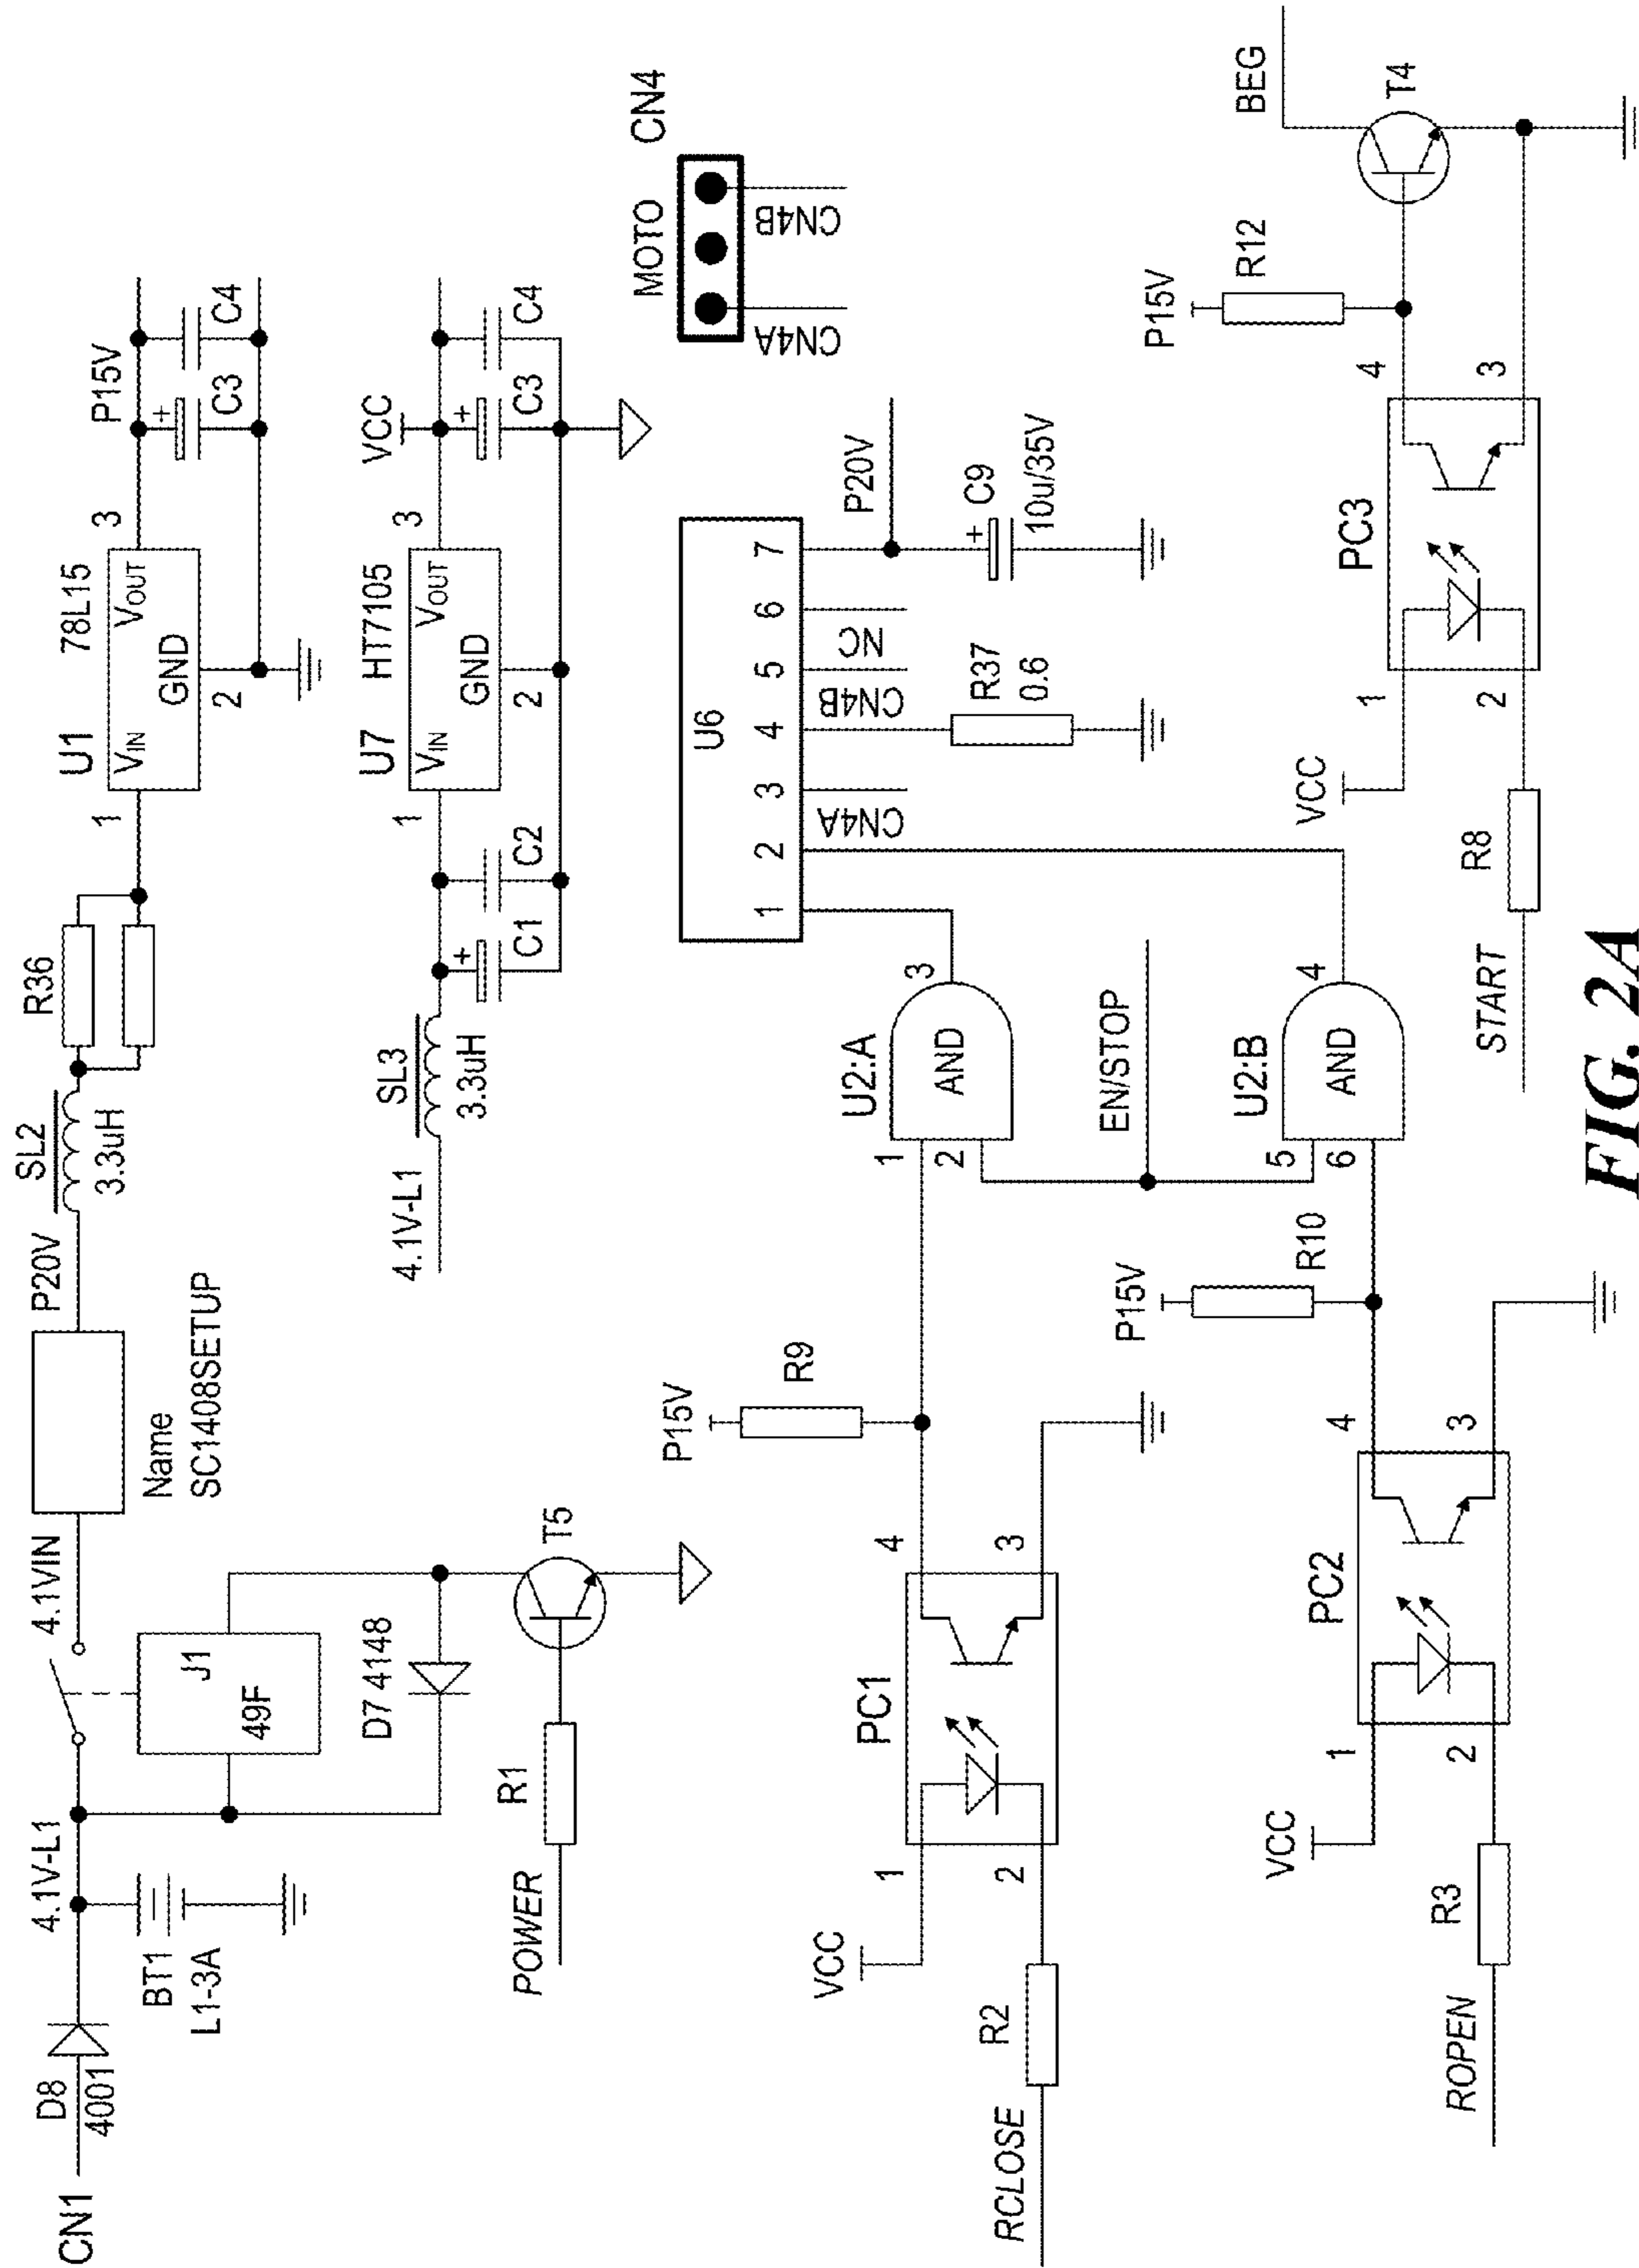 CN1
D8
4001
4.1V-L1
BT1
L1-3A
4.1VIN
J1
49F
D7 4148
POWER
R1
T5
Name
SC1408SETUP
P20V
SL2
3.3uH
R36
U1
78L15
1
VIN
VOUT
3
GND
2
P15V
C3
+
C4
4.1V-L1
SL3
3.3uH
+
C1
C2
U7
HT7105
1
VIN
VOUT
3
GND
2
VCC
+
C3
C4
MOTO
CN4
CN4A
CN4B
U6
1
2
3
4
5
6
7
CN4A
CN4B
NC
R37
0.6
P20V
+
C9
10u/35V
RCLOSE
R2
VCC
1
2
PC1
4
3
P15V
R9
1
2
U2:A
AND
3
EN/STOP
ROPEN
R3
VCC
1
2
PC2
4
3
P15V
R10
5
6
U2:B
AND
4
START
R8
VCC
1
2
PC3
4
3
P15V
R12
BEG
T4
FIG. 2A